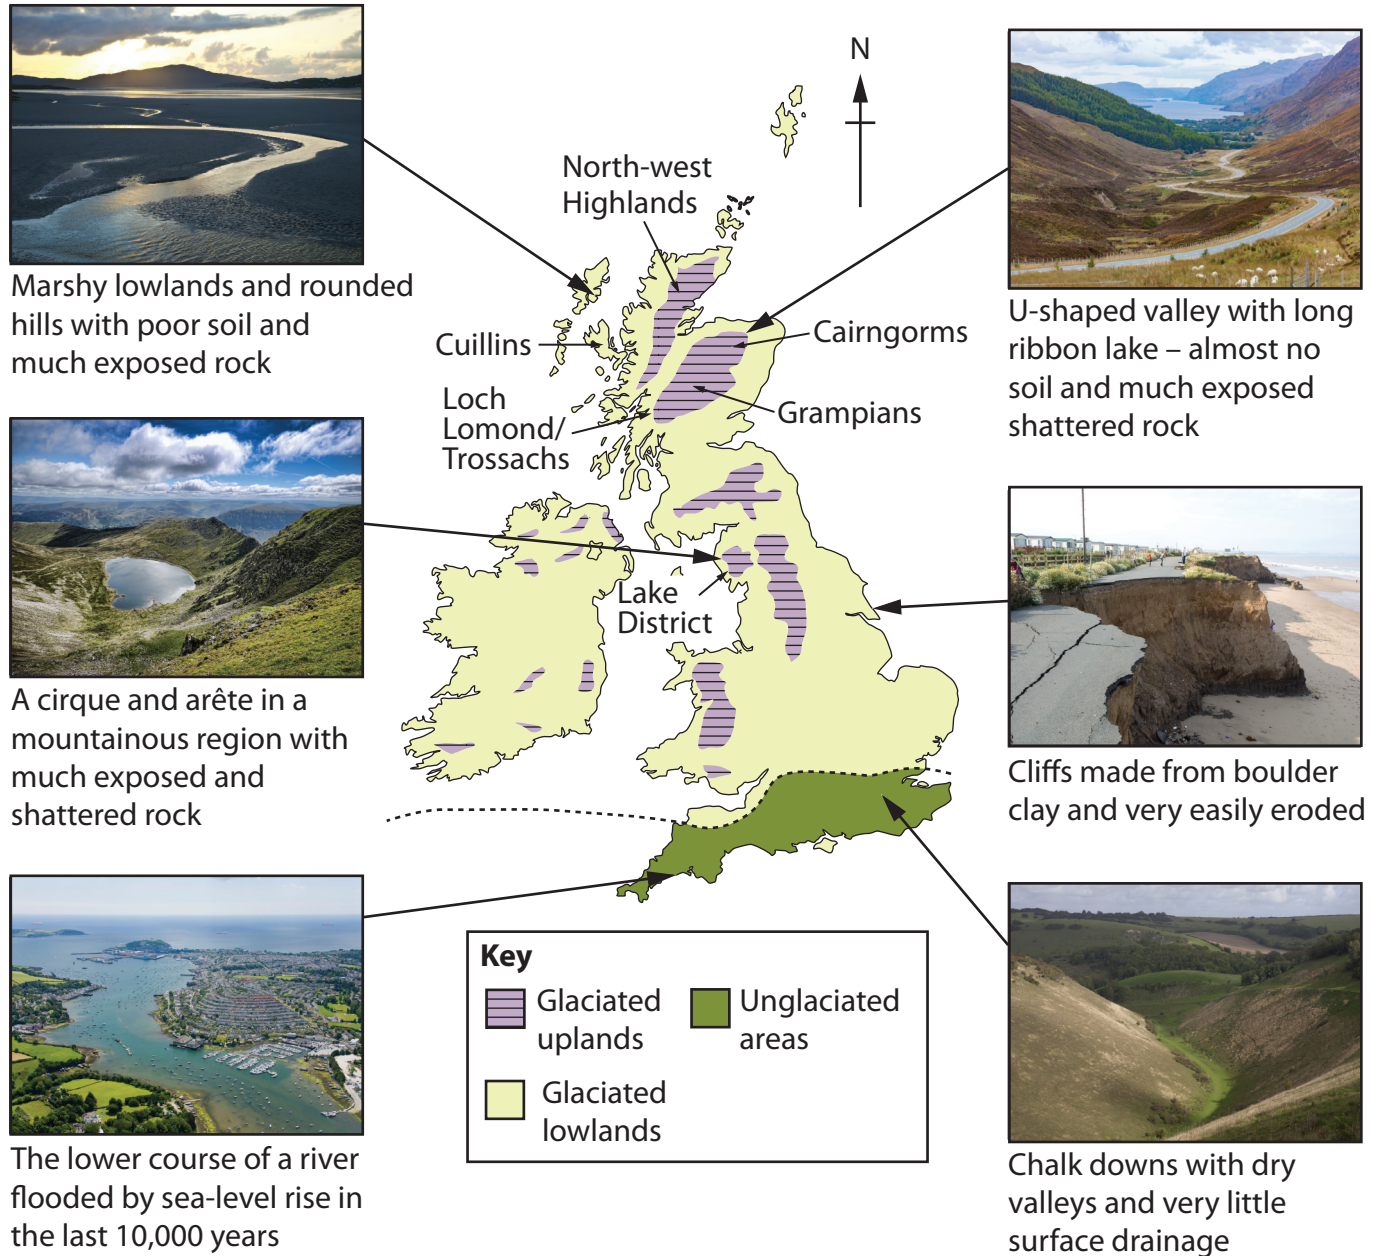 N
North-west
Highlands
Cuillins
Cairngorms
Loch
Lomond/
Trossachs
Grampians
Lake
District
Marshy lowlands and rounded
hills with poor soil and
much exposed rock
U-shaped valley with long
ribbon lake – almost no
soil and much exposed
shattered rock
A cirque and arête in a
mountainous region with
much exposed and
shattered rock
Cliffs made from boulder
clay and very easily eroded
The lower course of a river
flooded by sea-level rise in
the last 10,000 years
Key
Glaciated
uplands
Unglaciated
areas
Glaciated
lowlands
Chalk downs with dry
valleys and very little
surface drainage